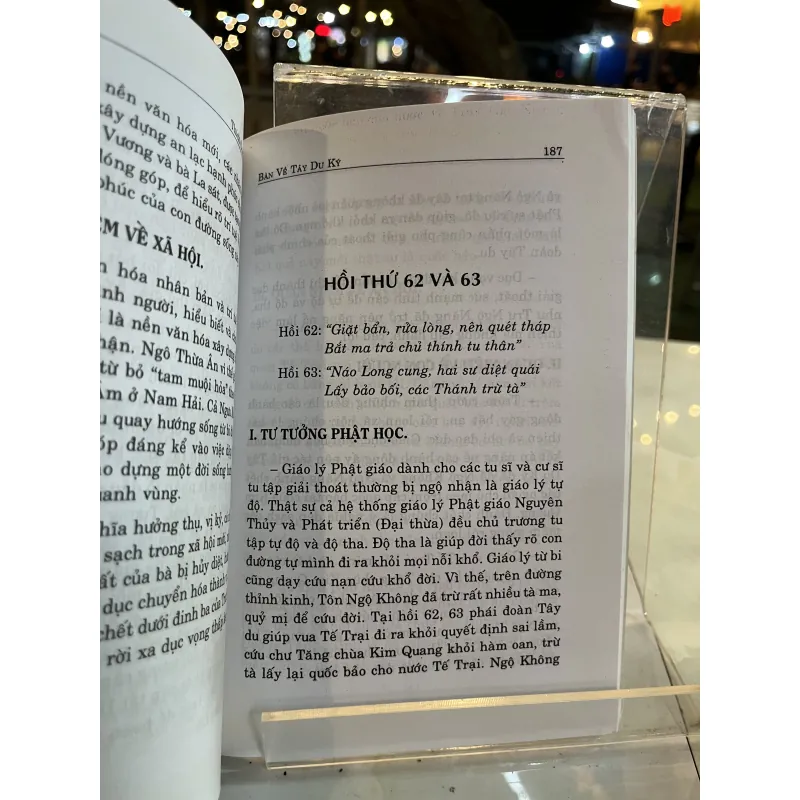 nền văn hóa mới,
xây dựng an lạc hạnh
Vương và bà La sát, được
đóng góp, để hiểu rõ trí
phúc của con đường sống
EM VỀ XÃ HỘI.
hóa nhân bản và trí
người, hiểu biết và
là nền văn hóa xây dựng
Ngô Thừa Ân vì thế
từ bỏ “tam muội hỏa”
ở Nam Hải. Cả
quay hướng sống từ bi
đáng kể vào việc
dựng một đời sống
vùng.
hưởng thụ, vị kỷ,
sạch trong xã hội mới,
của bà bị hủy diệt,
dục chuyển hóa thành
chết dưới đinh ba của
rời xa dục vọng thấp
BÀN VỀ TÂY DU KÝ 187
HỒI THỨ 62 VÀ 63
Hồi 62: “Giặt bẩn, rửa lòng, nên quét tháp
Bắt ma trả chủ thính tu thân”
Hồi 63: “Náo Long cung, hai sư diệt quái
Lấy bảo bối, các Thánh trừ tà”
I. TƯ TƯỞNG PHẬT HỌC.
– Giáo lý Phật giáo dành cho các tu sĩ và cư sĩ
tu tập giải thoát thường bị ngộ nhận là giáo lý tự
độ. Thật sự cả hệ thống giáo lý Phật giáo Nguyên
Thủy và Phát triển (Đại thừa) đều chủ trương tu
tập tự độ và độ tha. Độ tha là giúp đời thấy rõ con
đường tự mình đi ra khỏi mọi nỗi khổ. Giáo lý từ bi
cũng dạy cứu nạn cứu khổ đời. Vì thế, trên đường
thỉnh kinh, Tôn Ngộ Không đã trừ rất nhiều tà ma,
quỷ mị để cứu đời. Tại hồi 62, 63 phái đoàn Tây
du giúp vua Tế Trại đi ra khỏi quyết định sai lầm,
cứu chư Tăng chùa Kim Quang khỏi hàm oan, trừ
tà lấy lại quốc bảo cho nước Tế Trại. Ngộ Không